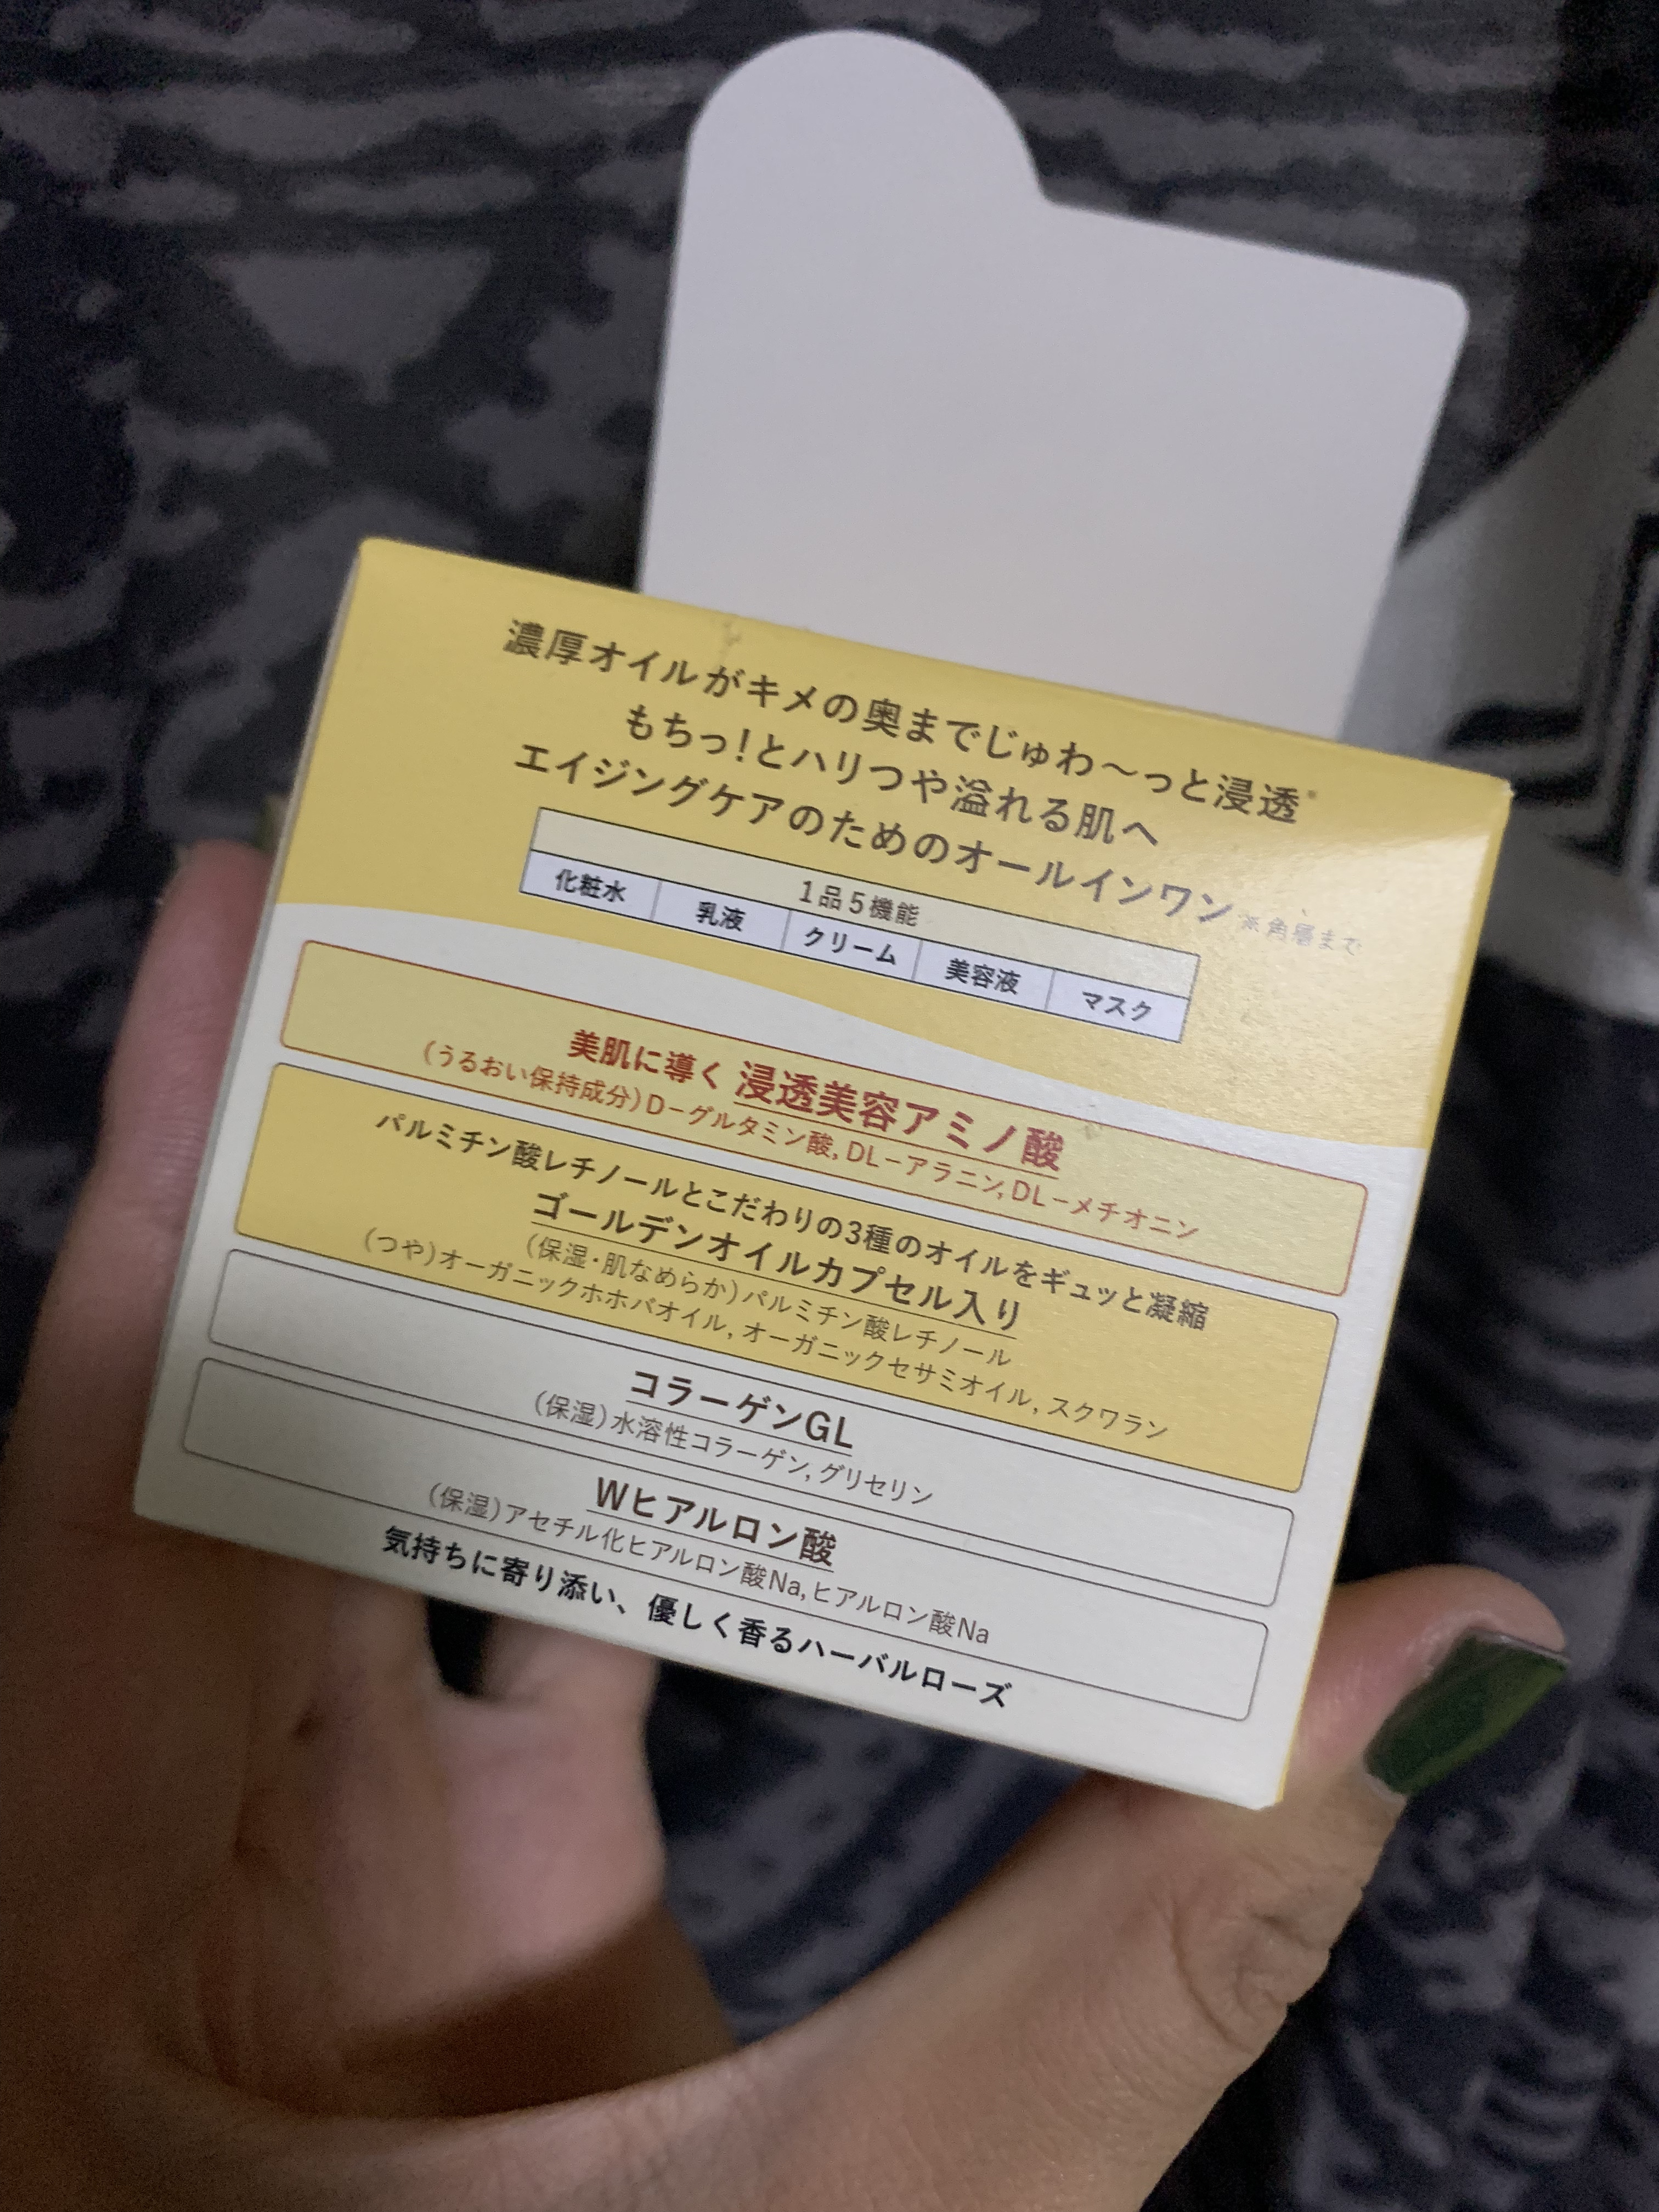 濃厚オイルがキメの奥までじゅわ〜っと浸透※
もちっ!とハリつや溢れる肌へ
エイジングケアのためのオールインワン ※角層まで
1品5機能
化粧水 乳液 クリーム 美容液 マスク
美肌に導く 浸透美容アミノ酸
(うるおい保持成分)D-グルタミン酸, DL-アラニン, DL-メチオニン
パルミチン酸レチノールとこだわりの3種のオイルをギュッと凝縮
ゴールデンオイルカプセル入り
(保湿・肌なめらか)パルミチン酸レチノール
(つや)オーガニックホホバオイル, オーガニックセサミオイル, スクワラン
コラーゲンGL
(保湿)水溶性コラーゲン, グリセリン
Wヒアルロン酸
(保湿)アセチル化ヒアルロン酸Na, ヒアルロン酸Na
気持ちに寄り添い、優しく香るハーバルローズ